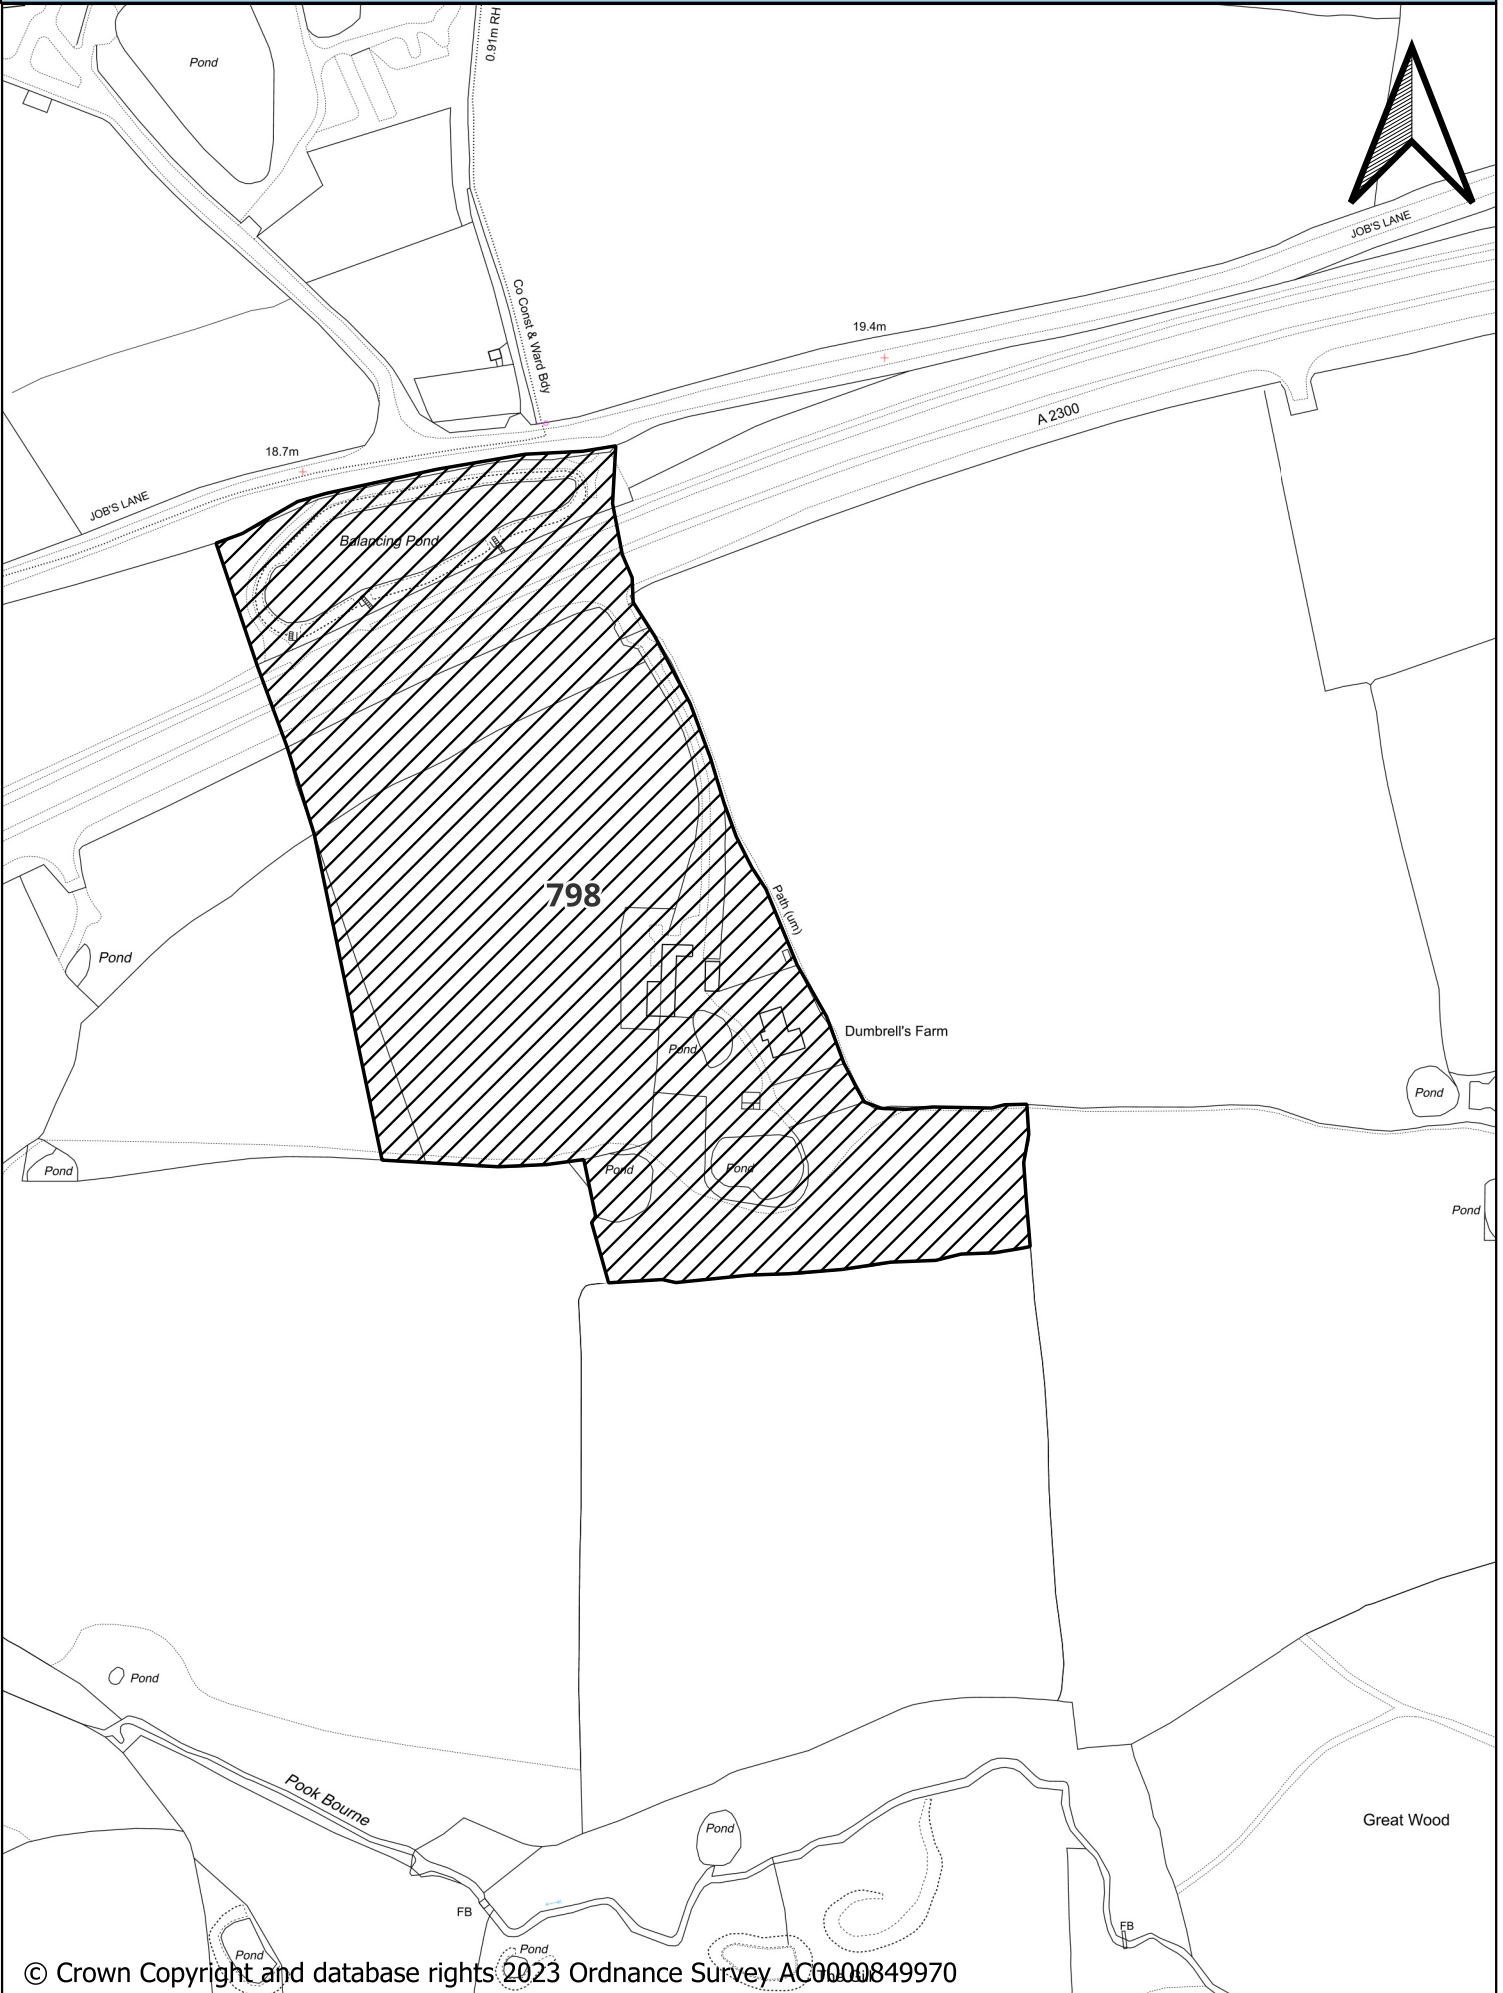 Pond
0.91m RH
JOB'S LANE
Co Const & Ward Bdy
19.4m
A 2300
18.7m
JOB'S LANE
Balancing Pond
798
Path (um)
Pond
Dumbrell's Farm
Pond
Pond
Pond
Pond
Pond
Pond
Pond
Pook Bourne
Great Wood
Pond
FB
FB
Pond
Pond
© Crown Copyright and database rights 2023 Ordnance Survey AC0000849970